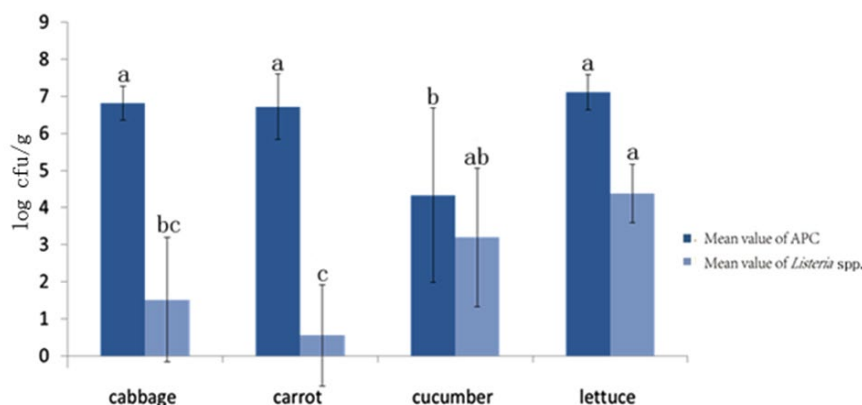 9
8
7
6
5
4
3
2
1
0
log cfu/g
a
bc
a
c
b
ab
a
a
cabbage
carrot
cucumber
lettuce
Mean value of APC
Mean value of Listeria spp.